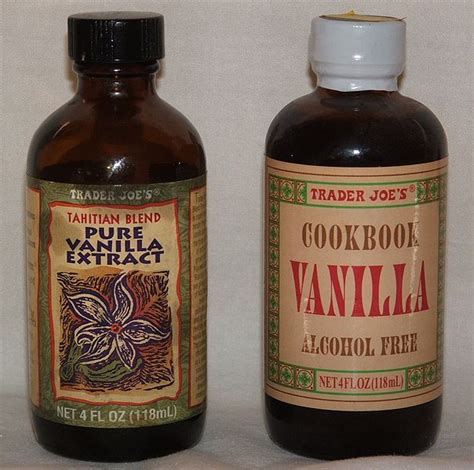 TRADER JOE'S®
TAHITIAN BLEND
PURE
VANILLA
EXTRACT
NET 4 FL OZ (118mL)
TRADER JOE'S®
COOKBOOK
VANILLA
ALCOHOL FREE
NET 4 FL OZ (118mL)